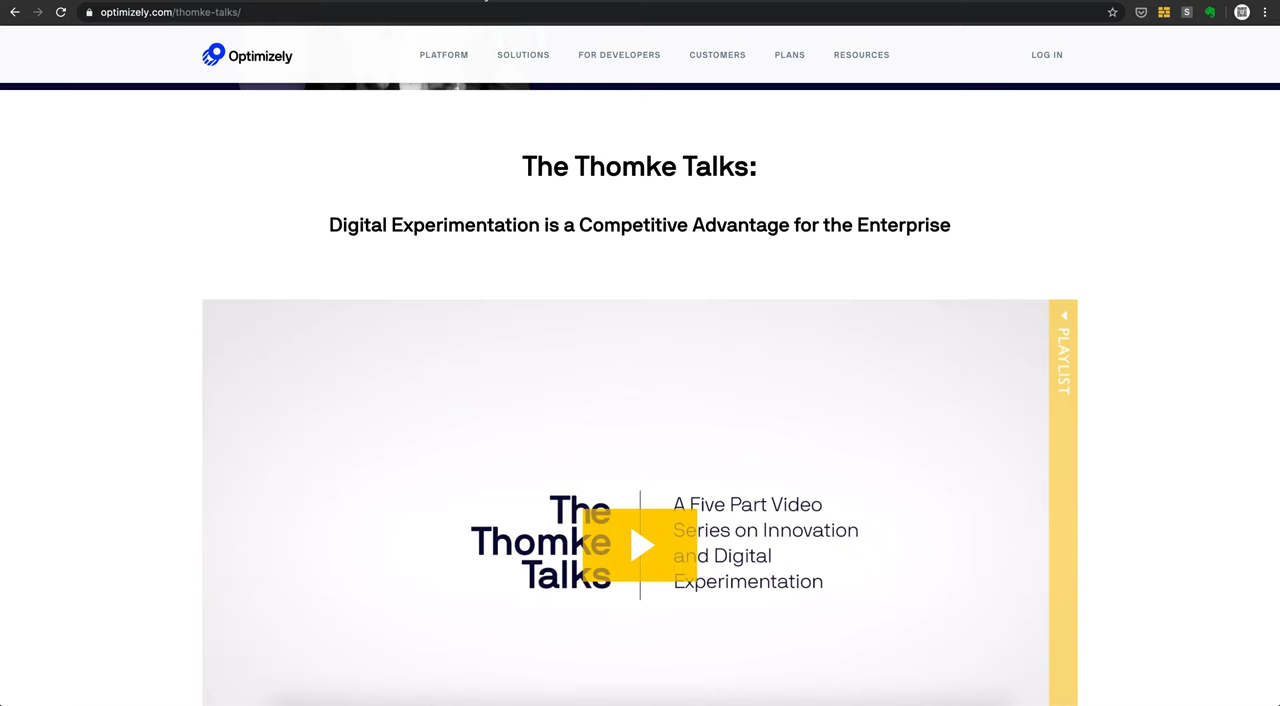 optimizely.com/thomke-talks/
S
Optimizely PLATFORM SOLUTIONS FOR DEVELOPERS CUSTOMERS PLANS RESOURCES LOG IN
The Thomke Talks:
Digital Experimentation is a Competitive Advantage for the Enterprise
PLAYLIST
The
Thomke
Talks
A Five Part Video
Series on Innovation
and Digital
Experimentation